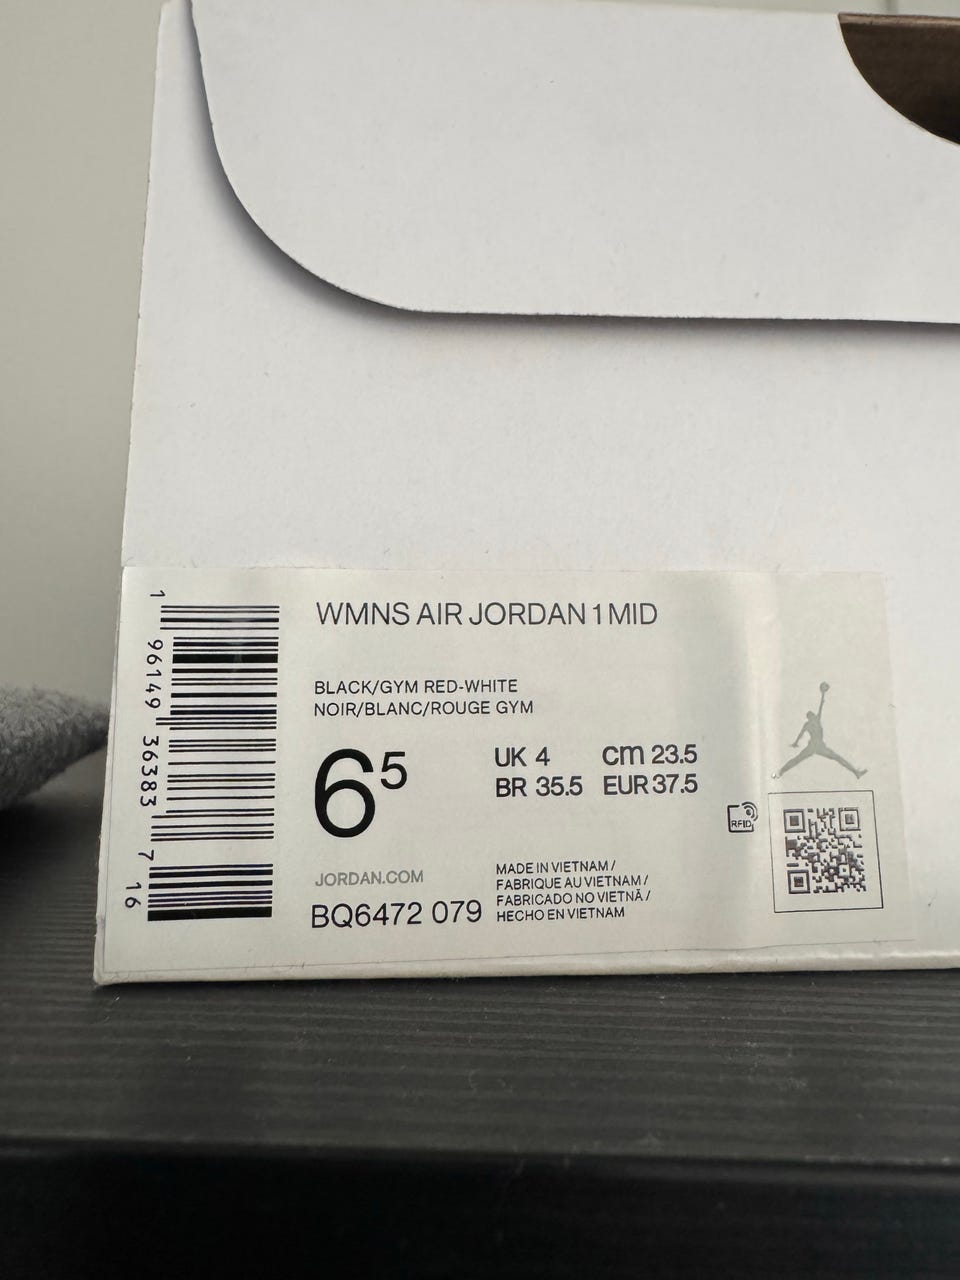 WMNS AIR JORDAN 1 MID
BLACK/GYM RED-WHITE
NOIR/BLANC/ROUGE GYM
6⁵
UK 4 cm 23.5
BR 35.5 EUR 37.5
RFID
JORDAN.COM
BQ6472 079
MADE IN VIETNAM /
FABRIQUE AU VIETNAM /
FABRICADO NO VIETNÃ /
HECHO EN VIETNAM
1 96149 36383 7 16